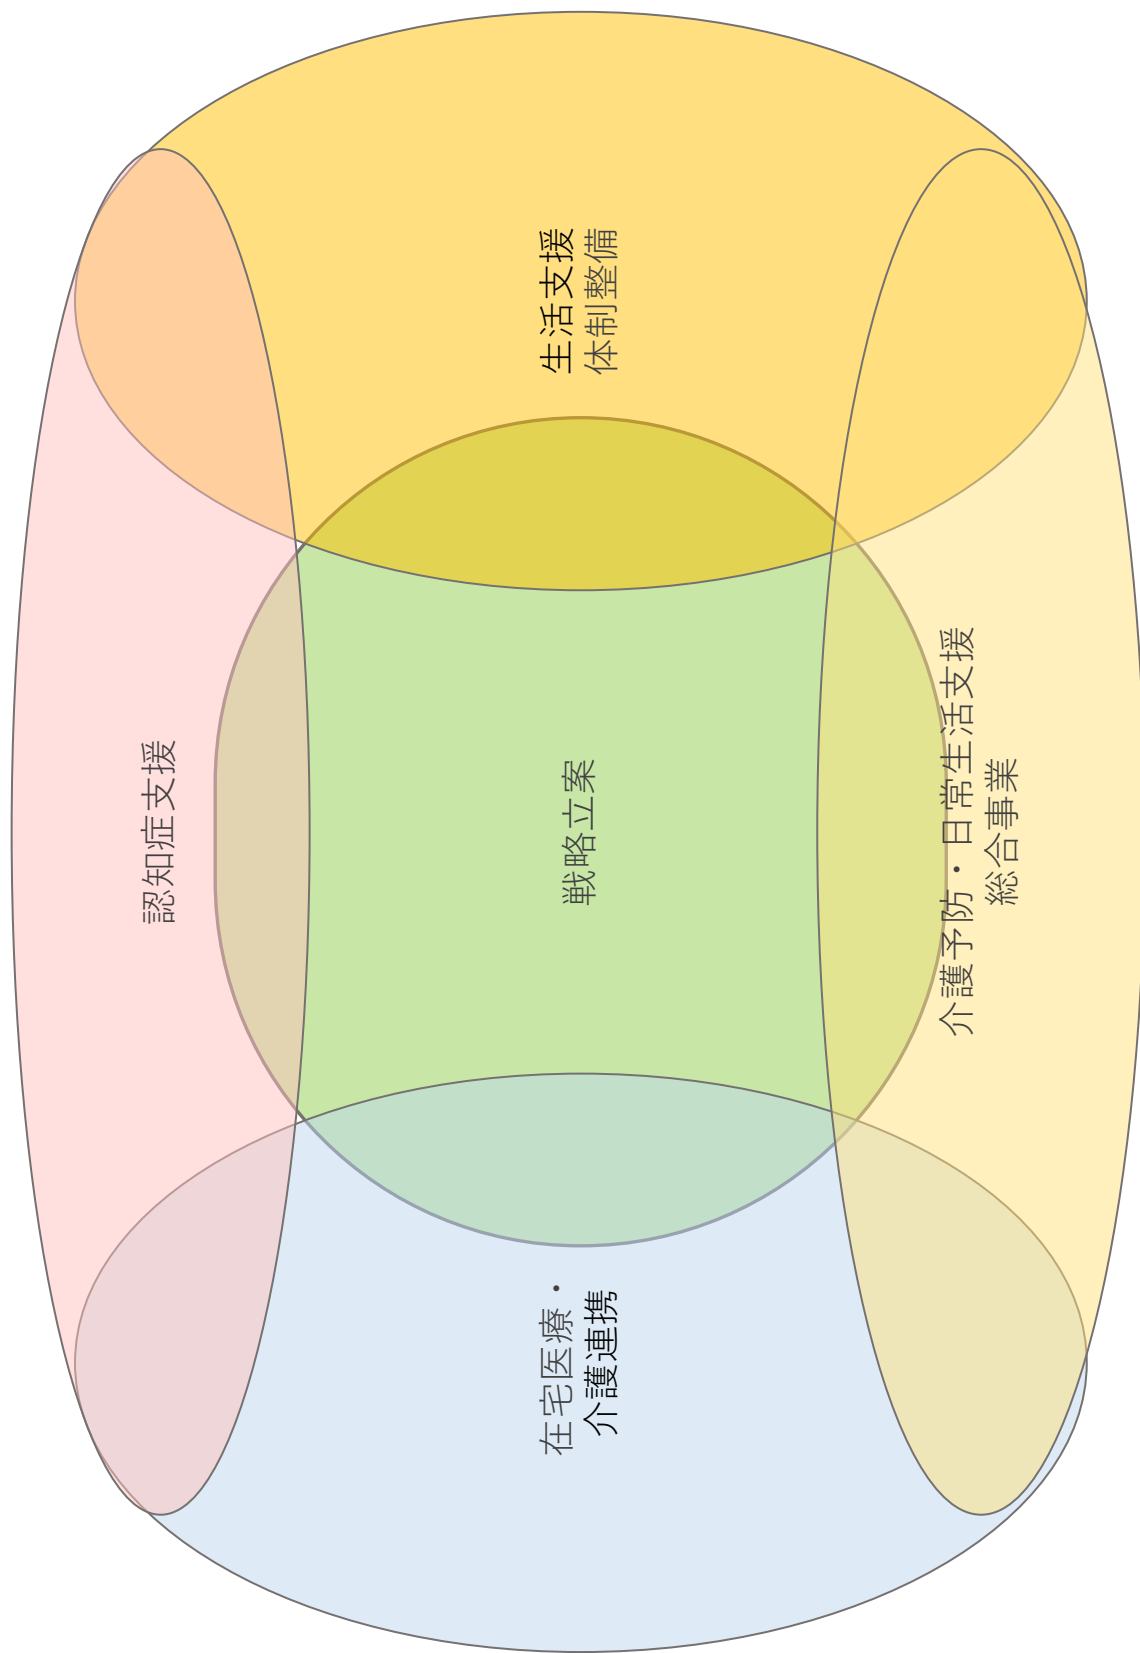 認知症支援
在宅医療・
介護連携
戦略立案
生活支援
体制整備
介護予防・日常生活支援
総合事業